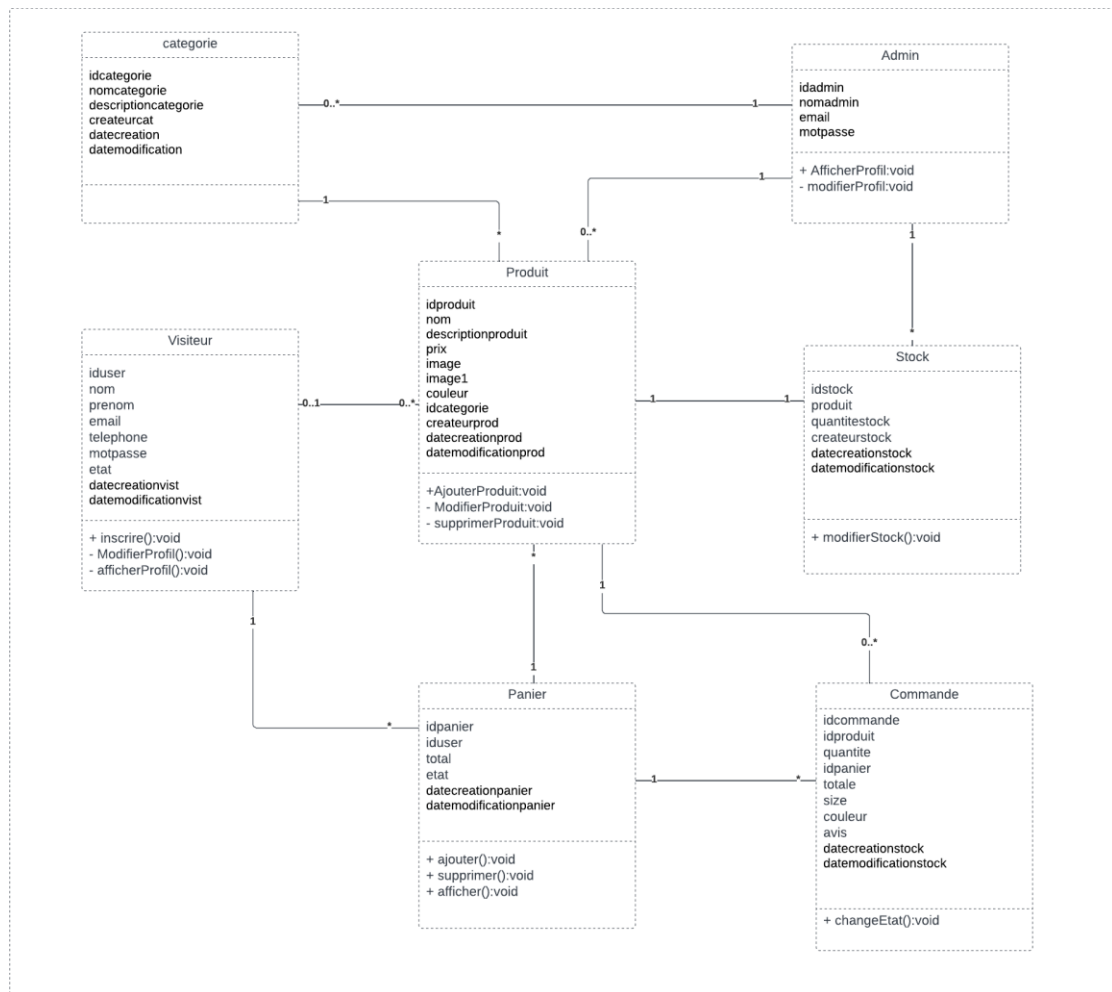 categorie
idcategorie
nomcategorie
descriptioncategorie
createurcat
datecreation
datemodification
Admin
idadmin
nomadmin
email
motpasse
+ AfficherProfil:void
- modifierProfil:void
0..*
1
1
*
1
0..*
1
*
Produit
idproduit
nom
descriptionproduit
prix
image
image1
couleur
idcategorie
createurprod
datecreationprod
datemodificationprod
+AjouterProduit:void
- ModifierProduit:void
- supprimerProduit:void
Visiteur
iduser
nom
prenom
email
telephone
motpasse
etat
datecreationvist
datemodificationvist
+ inscrire():void
- ModifierProfil():void
- afficherProfil():void
0..1
0..*
1
1
Stock
idstock
produit
quantitestock
createurstock
datecreationstock
datemodificationstock
+ modifierStock():void
*
1
1
0..*
1
*
Panier
idpanier
iduser
total
etat
datecreationpanier
datemodificationpanier
+ ajouter():void
+ supprimer():void
+ afficher():void
1
*
Commande
idcommande
idproduit
quantite
idpanier
totale
size
couleur
avis
datecreationstock
datemodificationstock
+ changeEtat():void